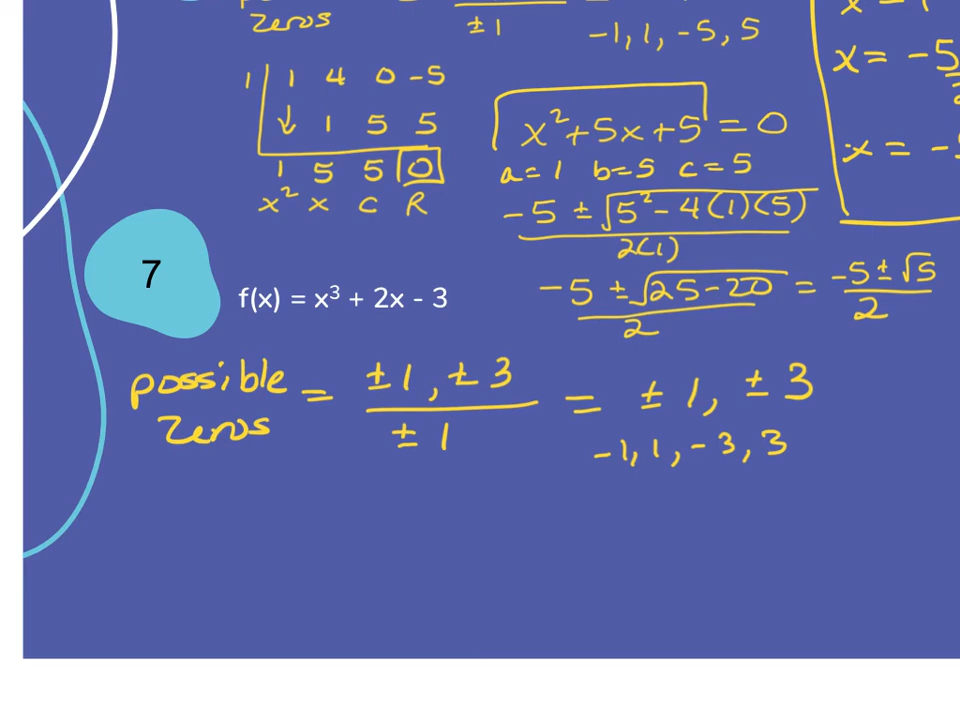 zeros
± 1
-1, 1, -5, 5
x = -5
1 | 1 4 0 -5
↓ 1 5 5
1 5 5 0
x² x C R
x² + 5x + 5 = 0
a = 1 b = 5 c = 5
-5 ± √5² - 4(1)(5)
2(1)
-5 ± √25 - 20 = -5 ± √5
2 2
x = -
7
f(x) = x³ + 2x - 3
possible zeros = ± 1, ± 3 / ± 1 = ± 1, ± 3
-1, 1, -3, 3